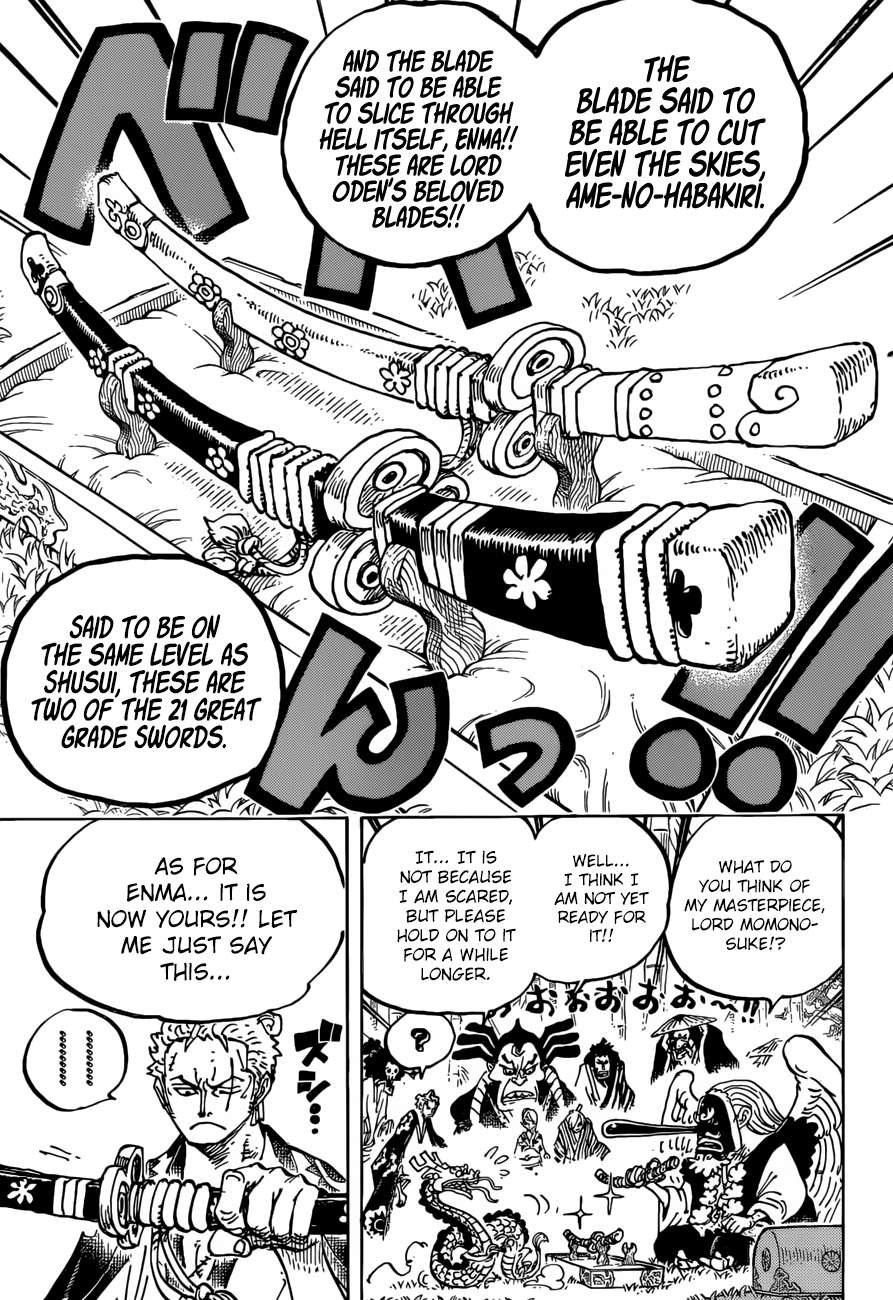 THE
BLADE SAID TO
BE ABLE TO CUT
EVEN THE SKIES,
AME-NO-HABAKIRI.
AND THE BLADE
SAID TO BE ABLE
TO SLICE THROUGH
HELL ITSELF, ENMA!!
THESE ARE LORD
ODEN'S BELOVED
BLADES!!
SAID TO BE ON
THE SAME LEVEL AS
SHUSUI, THESE ARE
TWO OF THE 21 GREAT
GRADE SWORDS.
WHAT DO
YOU THINK OF
MY MASTERPIECE,
LORD MOMONO-
SUKE!?
WELL...
I THINK I
AM NOT YET
READY FOR
IT!!
IT... IT IS
NOT BECAUSE
I AM SCARED,
BUT PLEASE
HOLD ON TO IT
FOR A WHILE
LONGER.
おおおおお~~!!!
?
AS FOR
ENMA... IT IS
NOW YOURS!! LET
ME JUST SAY
THIS...
ズシ...